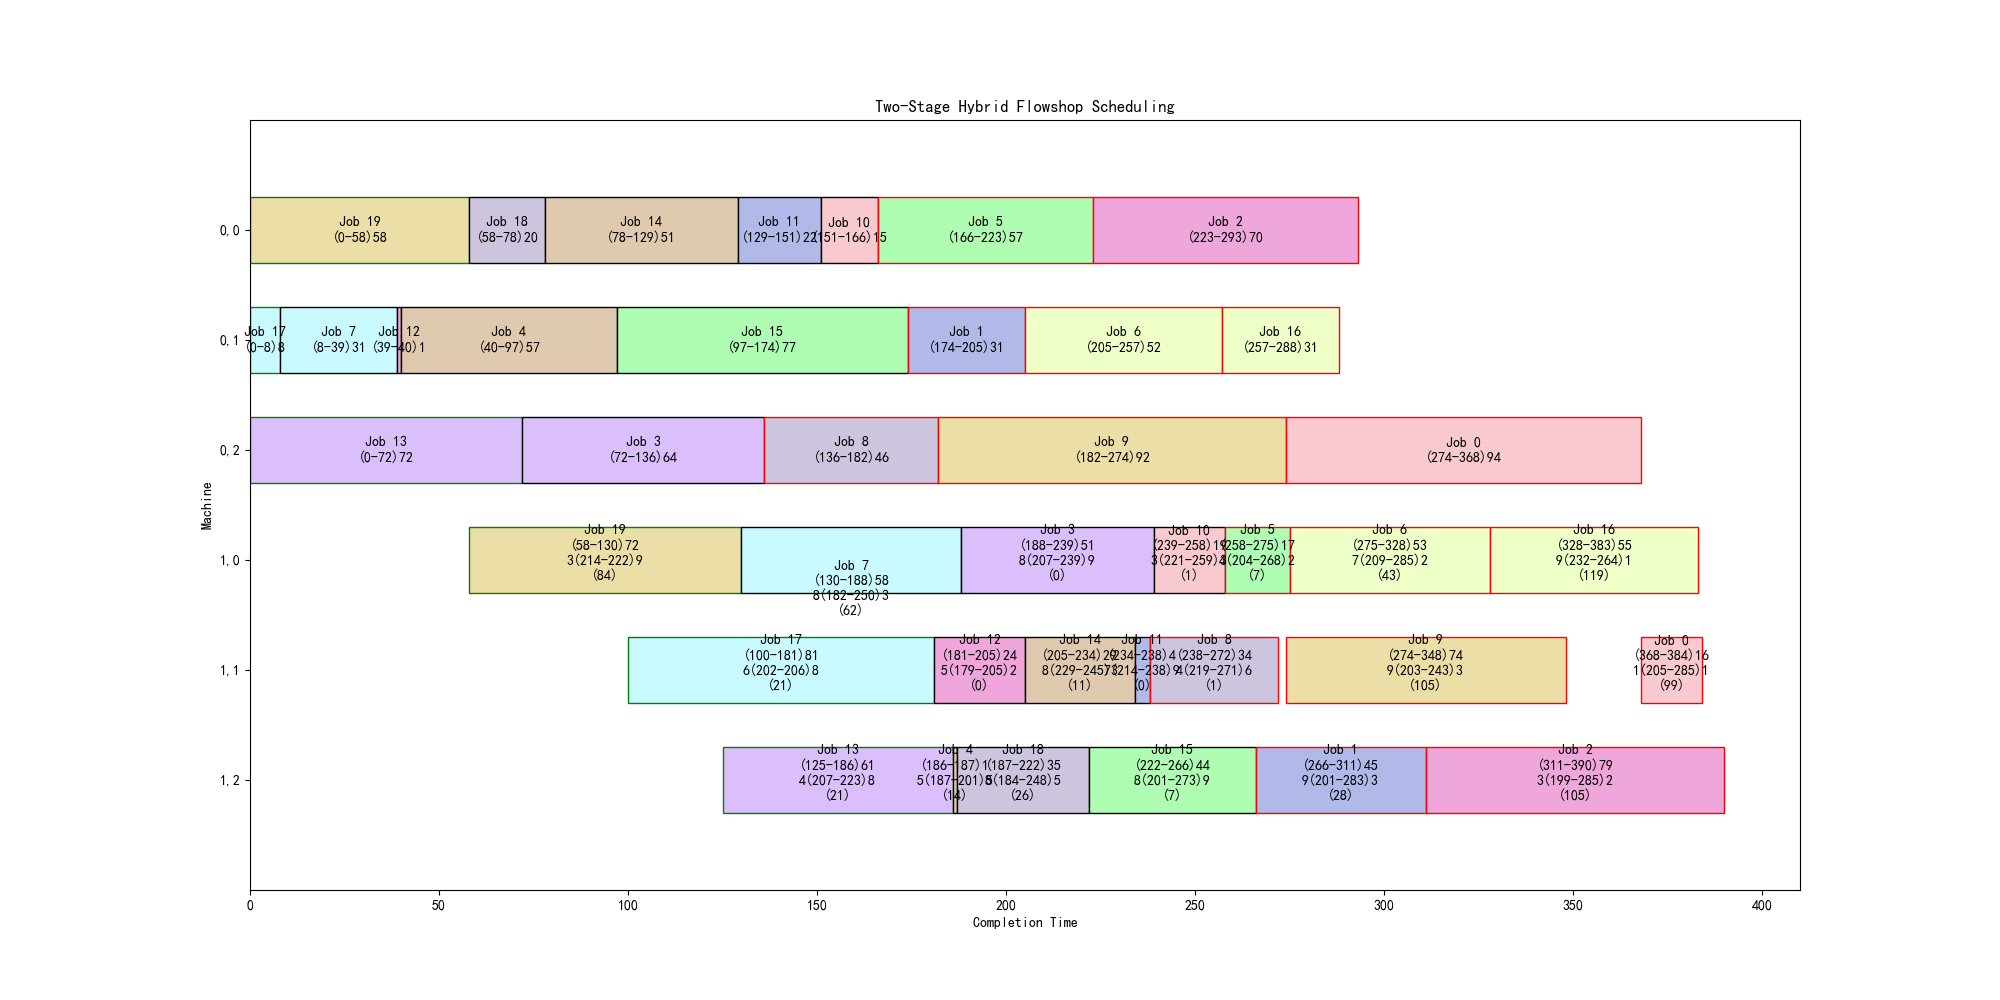 Two-Stage Hybrid Flowshop Scheduling
0,0
Job 19
(0-58)58
Job 18
(58-78)20
Job 14
(78-129)51
Job 11
(129-151)22
Job 10
(151-166)15
Job 5
(166-223)57
Job 2
(223-293)70
0,1
Job 17
(0-8)8
Job 7
(8-39)31
Job 12
(39-40)1
Job 4
(40-97)57
Job 15
(97-174)77
Job 1
(174-205)31
Job 6
(205-257)52
Job 16
(257-288)31
0,2
Job 13
(0-72)72
Job 3
(72-136)64
Job 8
(136-182)46
Job 9
(182-274)92
Job 0
(274-368)94
Machine
1,0
Job 19
(58-130)72
3(214-222)9
(84)
Job 7
(130-188)58
8(182-250)3
(62)
Job 3
(188-239)51
8(207-239)9
(0)
Job 10
(239-258)19
3(221-259)
(1)
Job 5
(258-275)17
(204-268)2
(7)
Job 6
(275-328)53
7(209-285)2
(43)
Job 16
(328-383)55
9(232-264)1
(119)
1,1
Job 17
(100-181)81
6(202-206)8
(21)
Job 12
(181-205)24
5(179-205)2
(0)
Job 14
(205-234)29
8(229-245)
(11)
Job 11
(234-238)4
(214-238)
(0)
Job 8
(238-272)34
(219-271)6
(1)
Job 9
(274-348)74
9(203-243)3
(105)
Job 0
(368-384)16
1(205-285)1
(99)
1,2
Job 13
(125-186)61
4(207-223)8
(21)
Job 4
(186-187)1
5(187-201)
(14)
Job 18
(187-222)35
(184-248)5
(26)
Job 15
(222-266)44
8(201-273)9
(7)
Job 1
(266-311)45
9(201-283)3
(28)
Job 2
(311-390)79
3(199-285)2
(105)
0 50 100 150 200 250 300 350 400
Completion Time